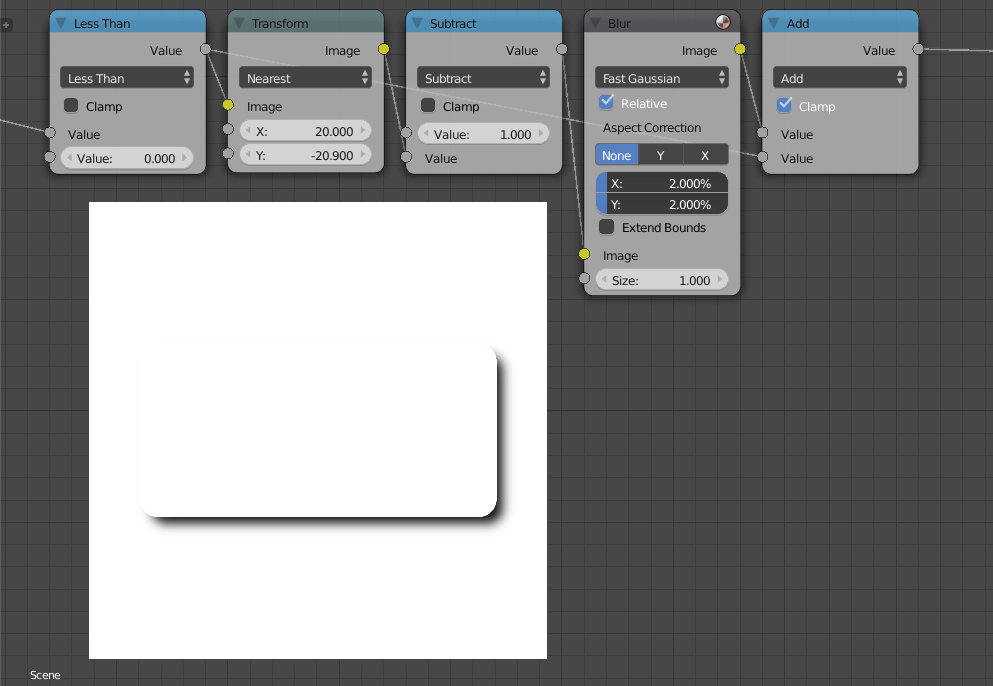 Less Than
Value
Less Than
Clamp
Value
Value: 0.000
Transform
Image
Nearest
Image
X: 20.000
Y: -20.900
Subtract
Value
Subtract
Clamp
Value: 1.000
Value
Blur
Image
Fast Gaussian
Relative
Aspect Correction
None Y X
X: 2.000%
Y: 2.000%
Extend Bounds
Image
Size: 1.000
Add
Value
Add
Clamp
Value
Value
Scene